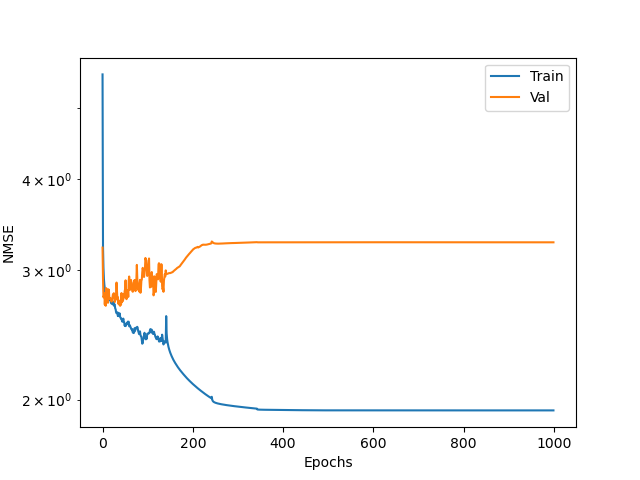 Train
Val
4 × 10⁰
3 × 10⁰
2 × 10⁰
NMSE
0 200 400 600 800 1000
Epochs